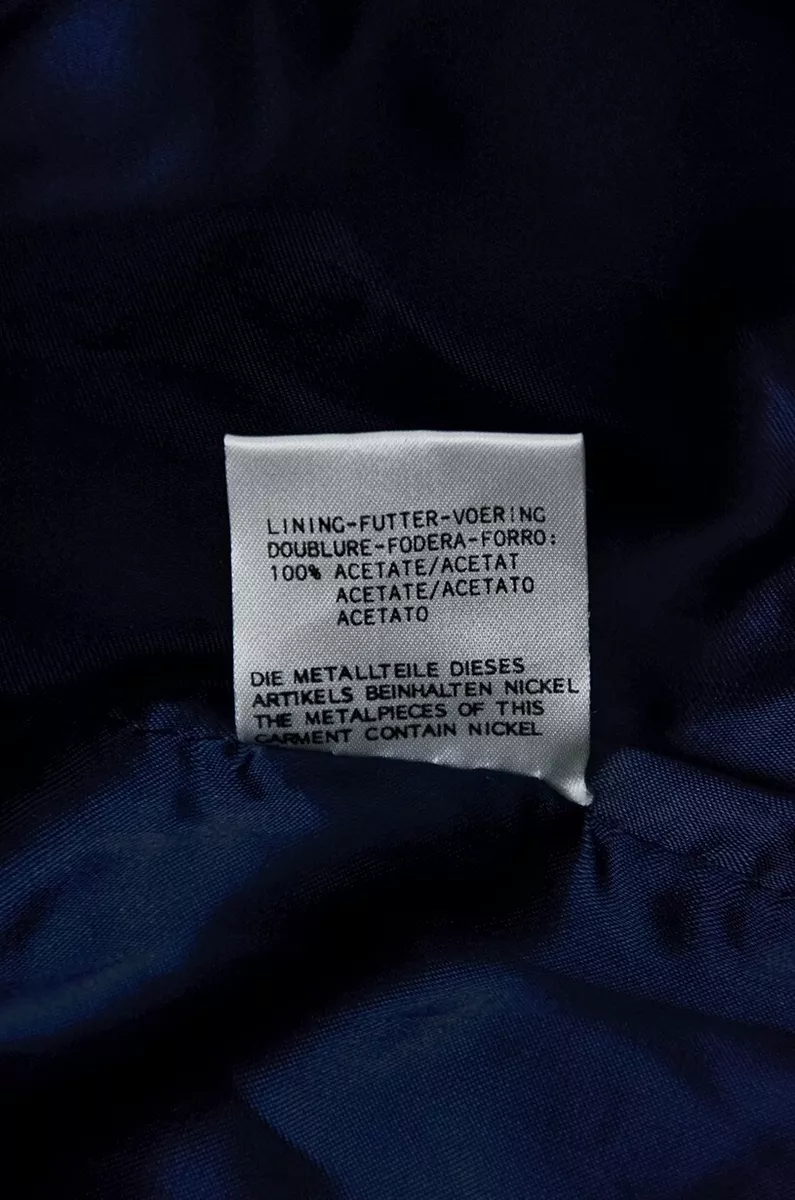 LINING-FUTTER-VOERING
DOUBLURE-FODERA-FORRO:
100% ACETATE/ACETAT
ACETATE/ACETATO
ACETATO
DIE METALLTEILE DIESES
ARTIKELS BEINHALTEN NICKEL
THE METALPIECES OF THIS
GARMENT CONTAIN NICKEL